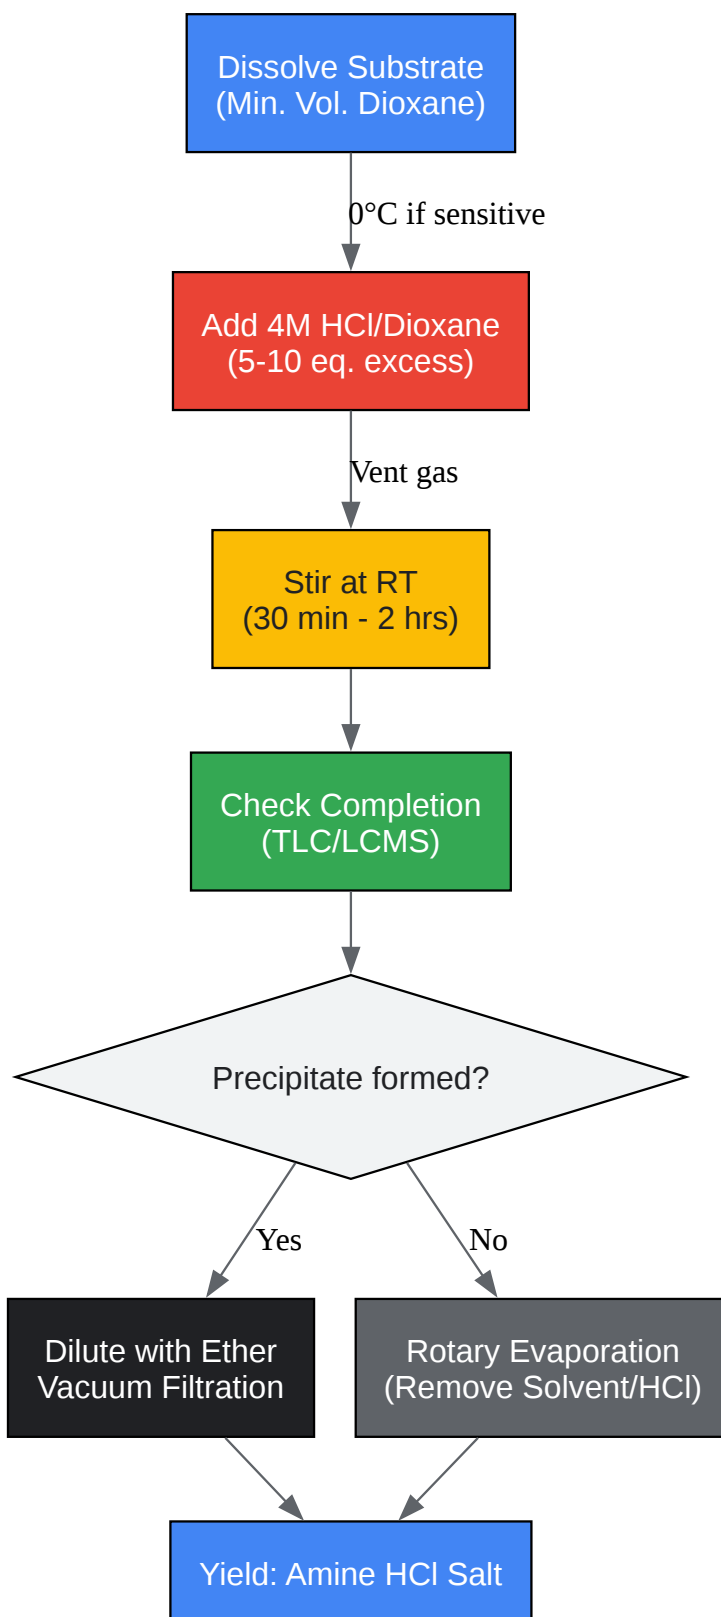 Dissolve Substrate
(Min. Vol. Dioxane)
0°C if sensitive
Add 4M HCl/Dioxane
(5-10 eq. excess)
Vent gas
Stir at RT
(30 min - 2 hrs)
Check Completion
(TLC/LCMS)
Precipitate formed?
Yes
No
Dilute with Ether
Vacuum Filtration
Rotary Evaporation
(Remove Solvent/HCl)
Yield: Amine HCl Salt